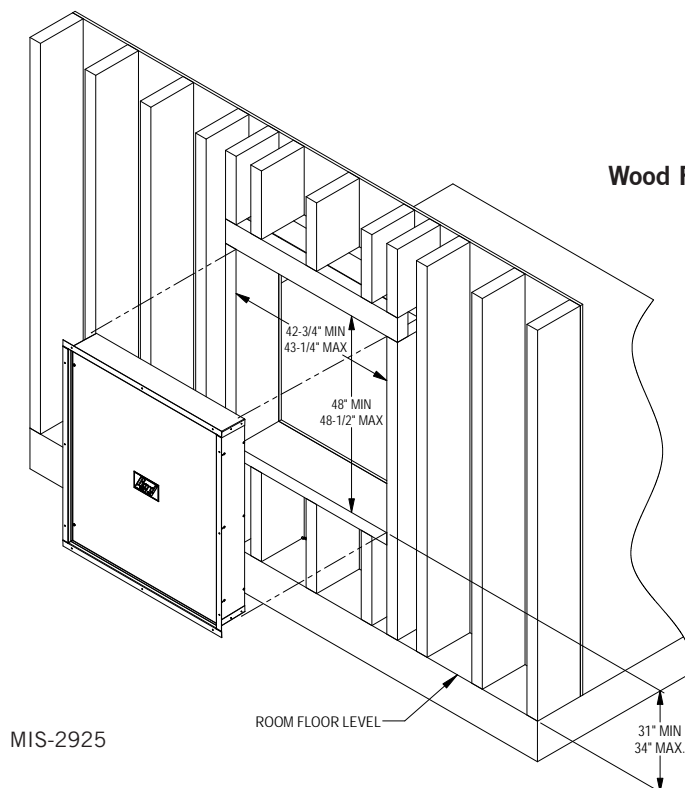 Wood F
42-3/4" MIN
43-1/4" MAX
48" MIN
48-1/2" MAX
ROOM FLOOR LEVEL
31" MIN
34" MAX.
MIS-2925